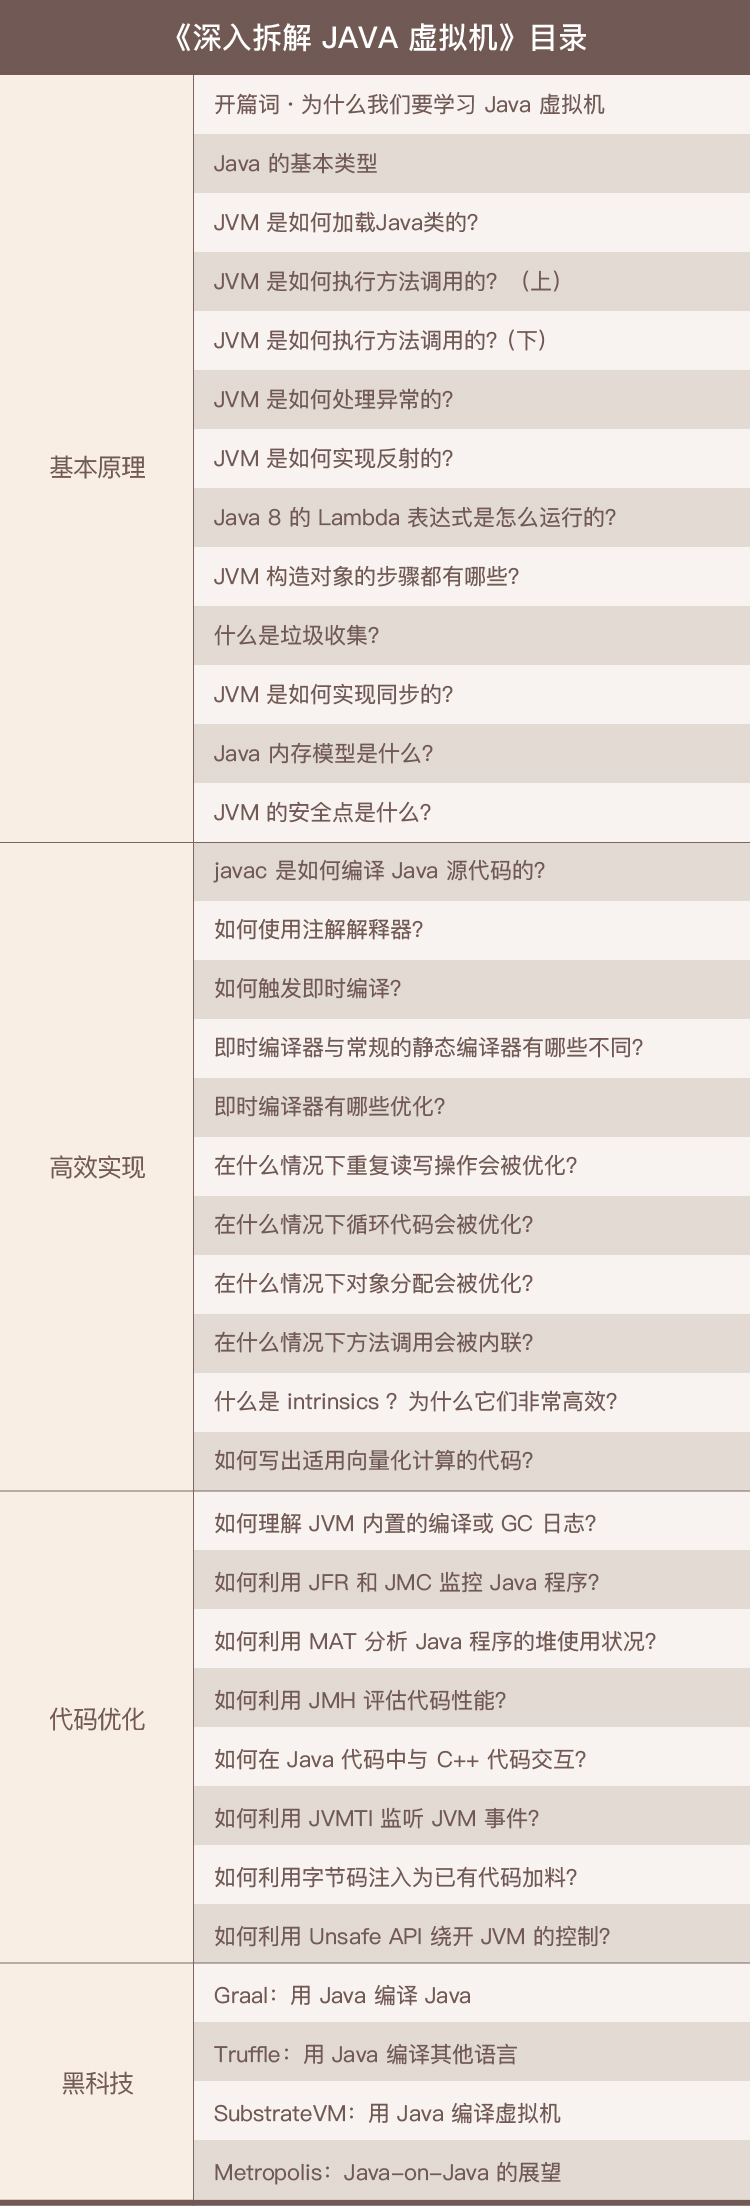 《深入拆解 JAVA 虚拟机》目录
基本原理
开篇词·为什么我们要学习 Java 虚拟机
Java 的基本类型
JVM 是如何加载Java类的?
JVM 是如何执行方法调用的? （上）
JVM 是如何执行方法调用的?（下）
JVM 是如何处理异常的?
JVM 是如何实现反射的?
Java 8 的 Lambda 表达式是怎么运行的?
JVM 构造对象的步骤都有哪些?
什么是垃圾收集?
JVM 是如何实现同步的?
Java 内存模型是什么?
JVM 的安全点是什么?
高效实现
javac 是如何编译 Java 源代码的?
如何使用注解解释器?
如何触发即时编译?
即时编译器与常规的静态编译器有哪些不同?
即时编译器有哪些优化?
在什么情况下重复读写操作会被优化?
在什么情况下循环代码会被优化?
在什么情况下对象分配会被优化?
在什么情况下方法调用会被内联?
什么是 intrinsics ? 为什么它们非常高效?
如何写出适用向量化计算的代码?
代码优化
如何理解 JVM 内置的编译或 GC 日志?
如何利用 JFR 和 JMC 监控 Java 程序?
如何利用 MAT 分析 Java 程序的堆使用状况?
如何利用 JMH 评估代码性能?
如何在 Java 代码中与 C++ 代码交互?
如何利用 JVMTI 监听 JVM 事件?
如何利用字节码注入为已有代码加料?
如何利用 Unsafe API 绕开 JVM 的控制?
黑科技
Graal：用 Java 编译 Java
Truffle：用 Java 编译其他语言
SubstrateVM：用 Java 编译虚拟机
Metropolis：Java-on-Java 的展望